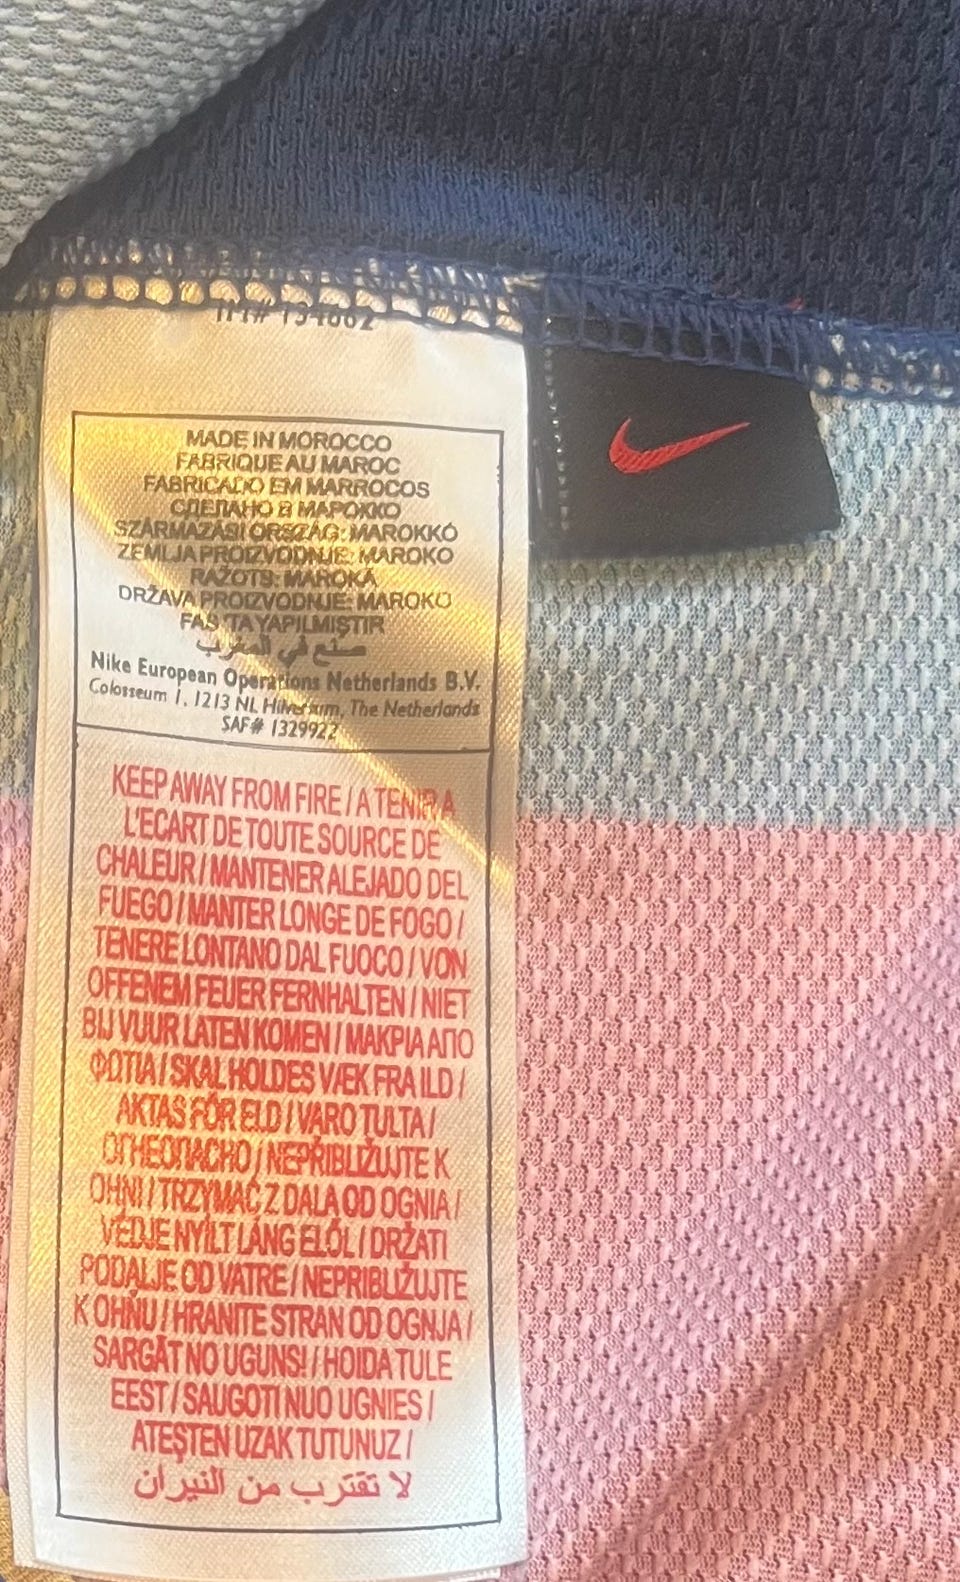 MADE IN MOROCCO
FABRIQUE AU MAROC
FABRICADO EM MARROCOS
СДЕЛАНО В МАРОККО
SZÁRMAZÁSI ORSZÁG: MAROKKÓ
ZEMLJA PROIZVODNJE: MAROKO
RAŽOTS: MAROKĀ
DRŽAVA PROIZVODNJE: MAROKO
FAS'TA YAPILMIŞTIR
صنع في المغرب
Nike European Operations Netherlands B.V.
Colosseum 1, 1213 NL Hilversum, The Netherlands
SAF# 1329922
KEEP AWAY FROM FIRE / A TENIR A
L'ECART DE TOUTE SOURCE DE
CHALEUR / MANTENER ALEJADO DEL
FUEGO / MANTER LONGE DE FOGO /
TENERE LONTANO DAL FUOCO / VON
OFFENEM FEUER FERNHALTEN / NIET
BIJ VUUR LATEN KOMEN / ΜΑΚΡΙΑ ΑΠΟ
ΦΩΤΙΑ / SKAL HOLDES VÆK FRA ILD /
AKTAS FÖR ELD / VARO TULTA /
ОГНЕОПАСНО / NEPŘIBLIŽUJTE K
OHNI / TRZYMAĆ Z DALA OD OGNIA /
VÉDJE NYÍLT LÁNG ELŐL / DRŽATI
PODALJE OD VATRE / NEPRIBLIŽUJTE
K OHŇU / HRANITE STRAN OD OGNJA /
SARGĀT NO UGUNS! / HOIDA TULE
EEST / SAUGOTI NUO UGNIES /
ATEŞTEN UZAK TUTUNUZ /
لا تقترب من النيران